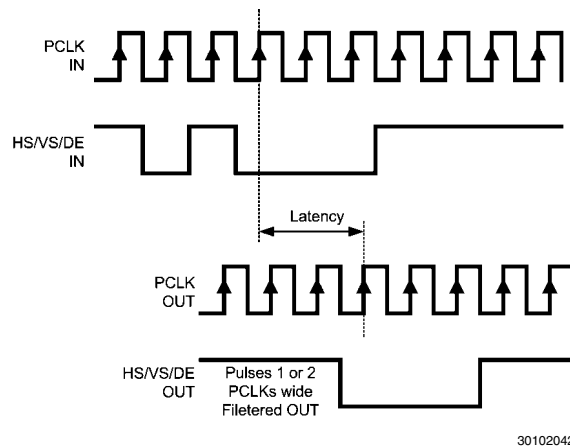 PCLK
IN
HS/VS/DE
IN
Latency
PCLK
OUT
HS/VS/DE
OUT
Pulses 1 or 2
PCLKs wide
Filetered OUT
30102042